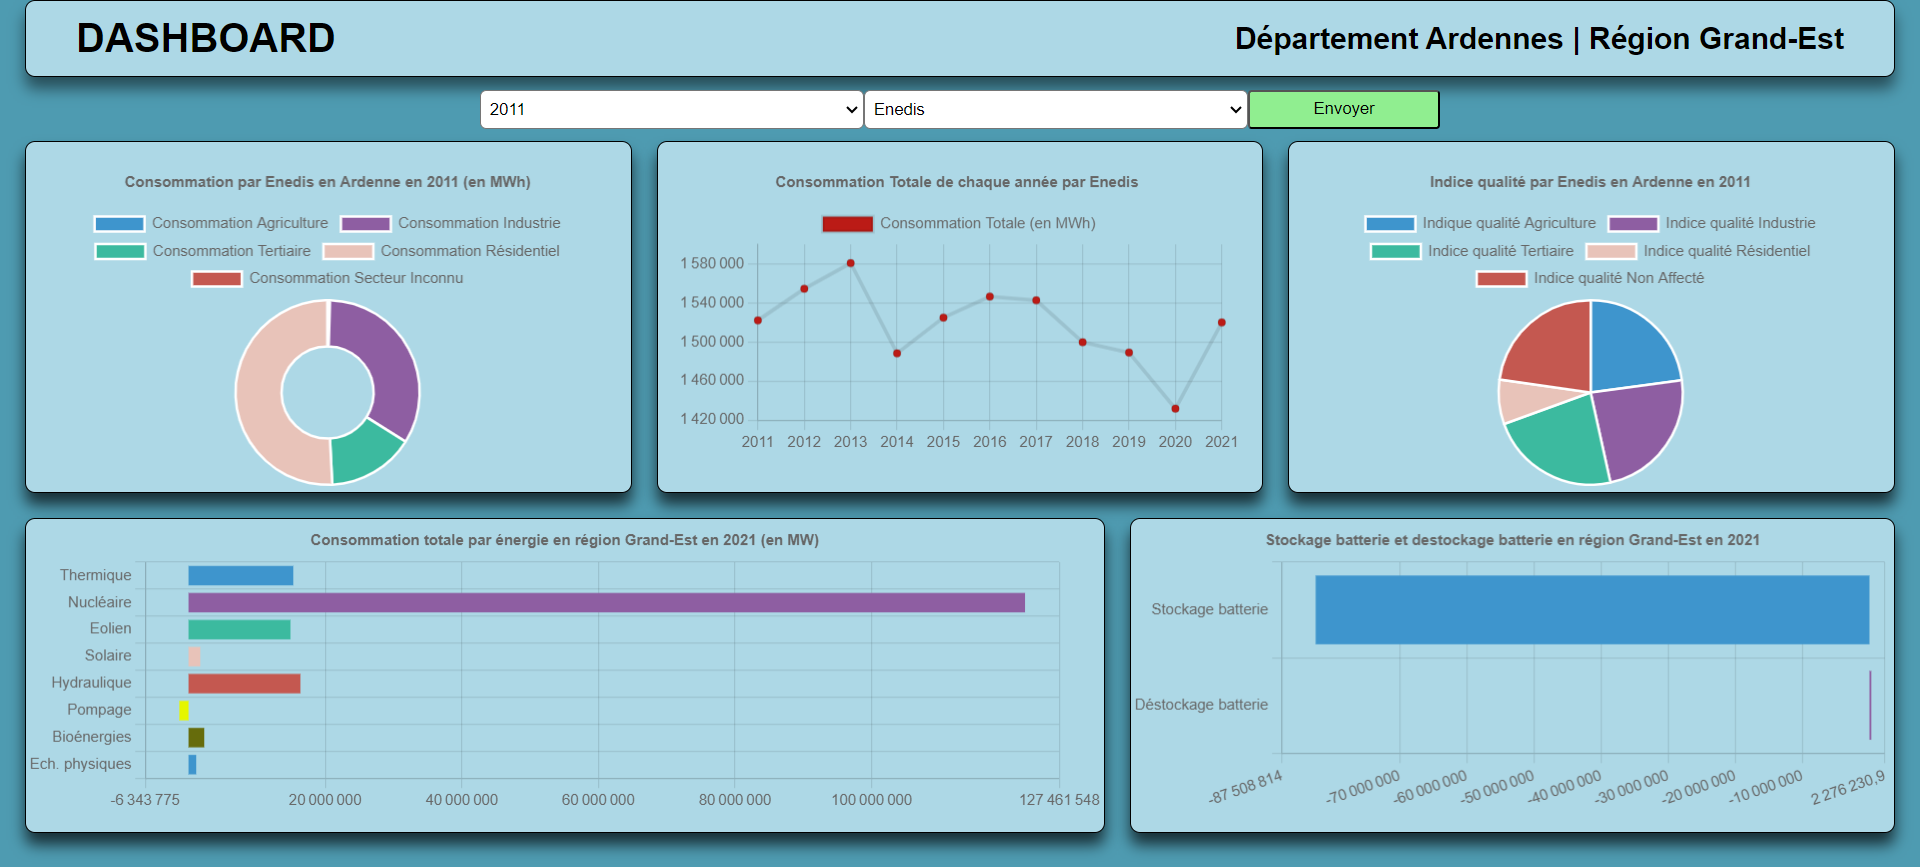 DASHBOARD
Département Ardennes | Région Grand-Est
2011
Enedis
Envoyer
Consommation par Enedis en Ardenne en 2011 (en MWh)
Consommation Agriculture
Consommation Industrie
Consommation Tertiaire
Consommation Résidentiel
Consommation Secteur Inconnu
Consommation Totale de chaque année par Enedis
Consommation Totale (en MWh)
1 580 000
1 540 000
1 500 000
1 460 000
1 420 000
2011 2012 2013 2014 2015 2016 2017 2018 2019 2020 2021
Indice qualité par Enedis en Ardenne en 2011
Indique qualité Agriculture
Indice qualité Industrie
Indice qualité Tertiaire
Indice qualité Résidentiel
Indice qualité Non Affecté
Consommation totale par énergie en région Grand-Est en 2021 (en MW)
Thermique
Nucléaire
Eolien
Solaire
Hydraulique
Pompage
Bioénergies
Ech. physiques
-6 343 775 20 000 000 40 000 000 60 000 000 80 000 000 100 000 000 127 461 548
Stockage batterie et destockage batterie en région Grand-Est en 2021
Stockage batterie
Déstockage batterie
-87 508 814 -70 000 000 -60 000 000 -50 000 000 -40 000 000 -30 000 000 -20 000 000 -10 000 000 2 276 230,9